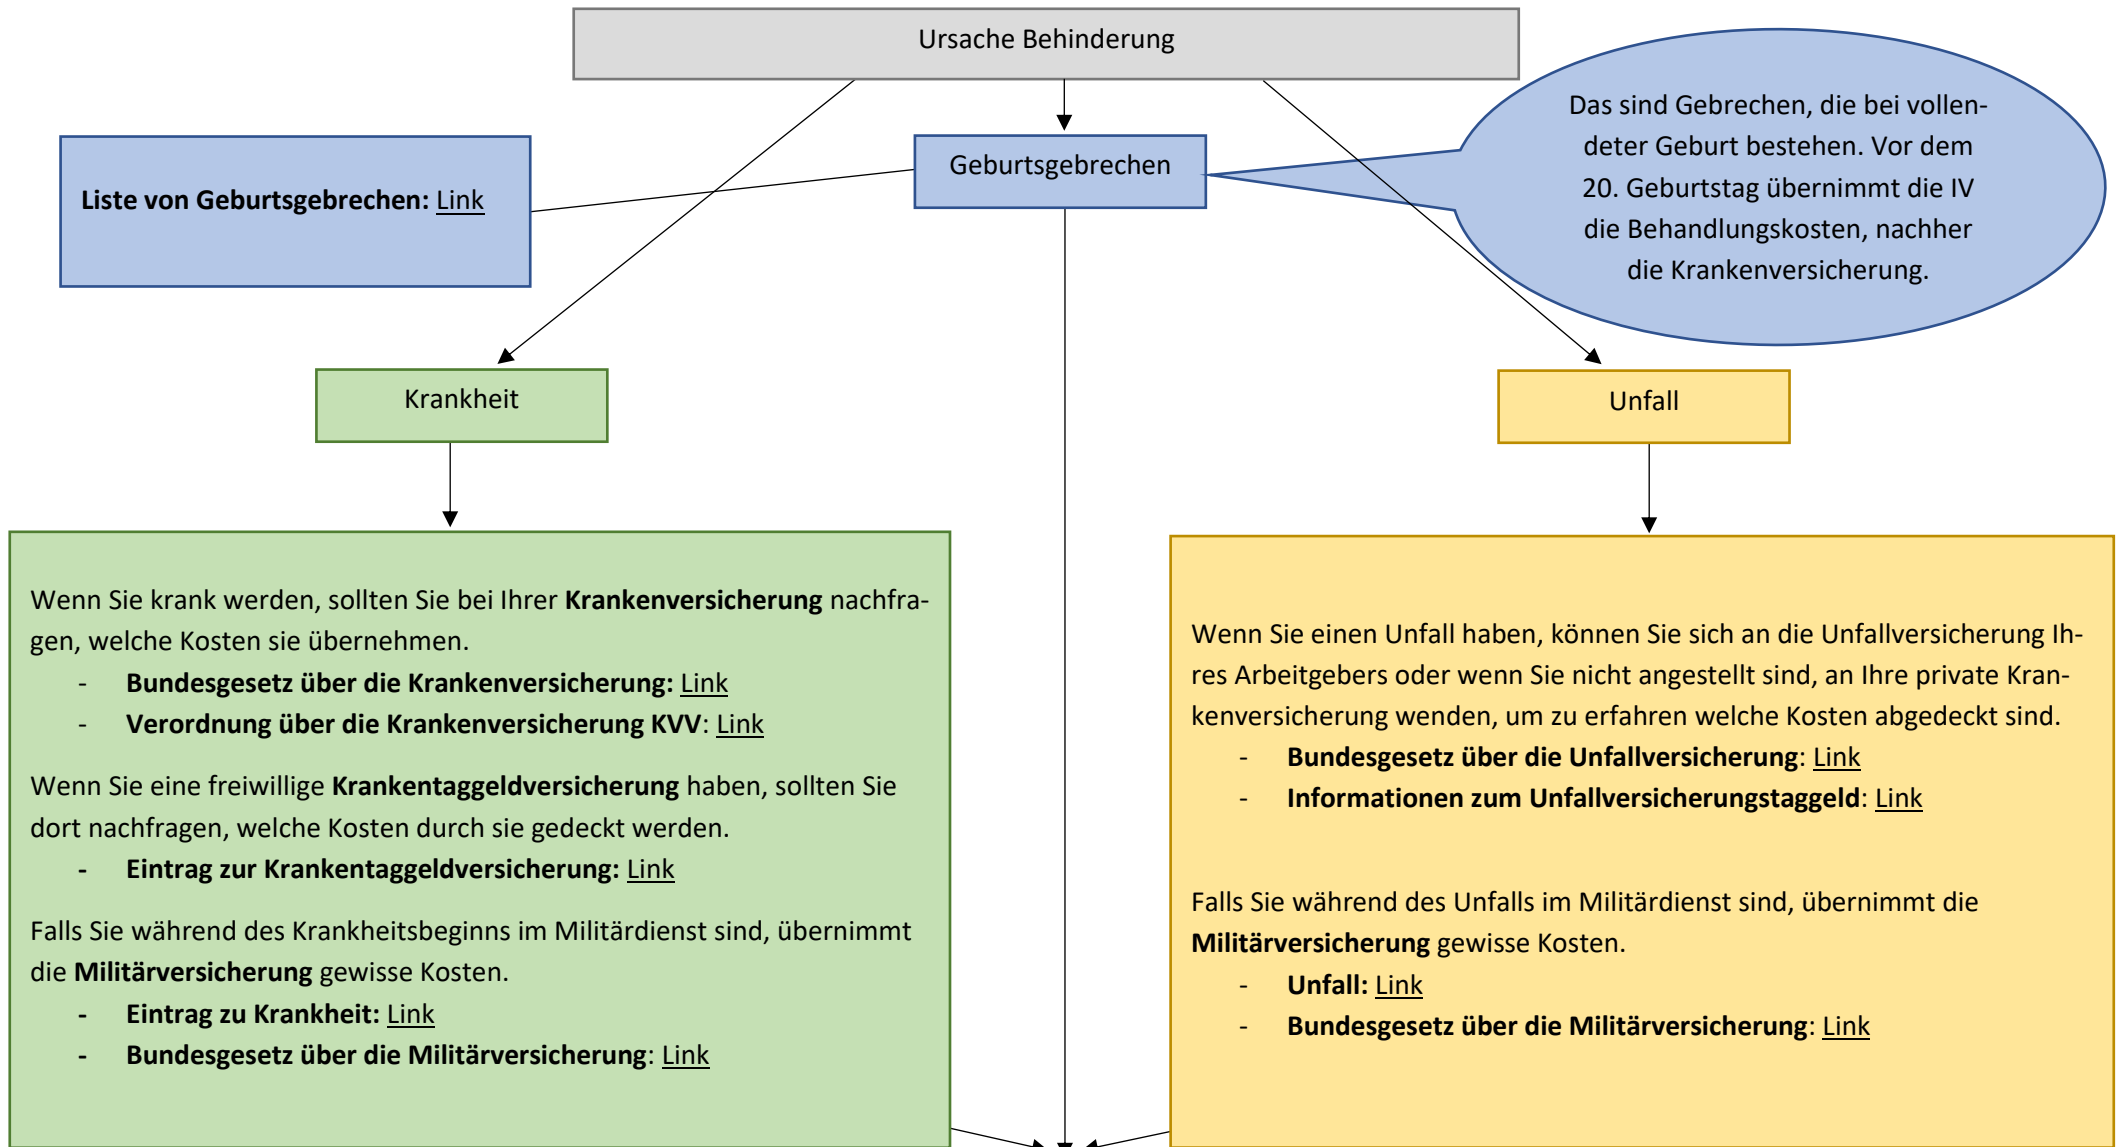 Ursache Behinderung
Das sind Gebrechen, die bei vollen-
deter Geburt bestehen. Vor dem
20. Geburtstag übernimmt die IV
die Behandlungskosten, nachher
die Krankenversicherung.
Geburtsgebrechen
Liste von Geburtsgebrechen: Link
Krankheit
Unfall
Wenn Sie krank werden, sollten Sie bei Ihrer Krankenversicherung nachfra-
gen, welche Kosten sie übernehmen.
- Bundesgesetz über die Krankenversicherung: Link
- Verordnung über die Krankenversicherung KVV: Link
Wenn Sie eine freiwillige Krankentaggeldversicherung haben, sollten Sie
dort nachfragen, welche Kosten durch sie gedeckt werden.
- Eintrag zur Krankentaggeldversicherung: Link
Falls Sie während des Krankheitsbeginns im Militärdienst sind, übernimmt
die Militärversicherung gewisse Kosten.
- Eintrag zu Krankheit: Link
- Bundesgesetz über die Militärversicherung: Link
Wenn Sie einen Unfall haben, können Sie sich an die Unfallversicherung Ih-
res Arbeitgebers oder wenn Sie nicht angestellt sind, an Ihre private Kran-
kenversicherung wenden, um zu erfahren welche Kosten abgedeckt sind.
- Bundesgesetz über die Unfallversicherung: Link
- Informationen zum Unfallversicherungstaggeld: Link
Falls Sie während des Unfalls im Militärdienst sind, übernimmt die
Militärversicherung gewisse Kosten.
- Unfall: Link
- Bundesgesetz über die Militärversicherung: Link